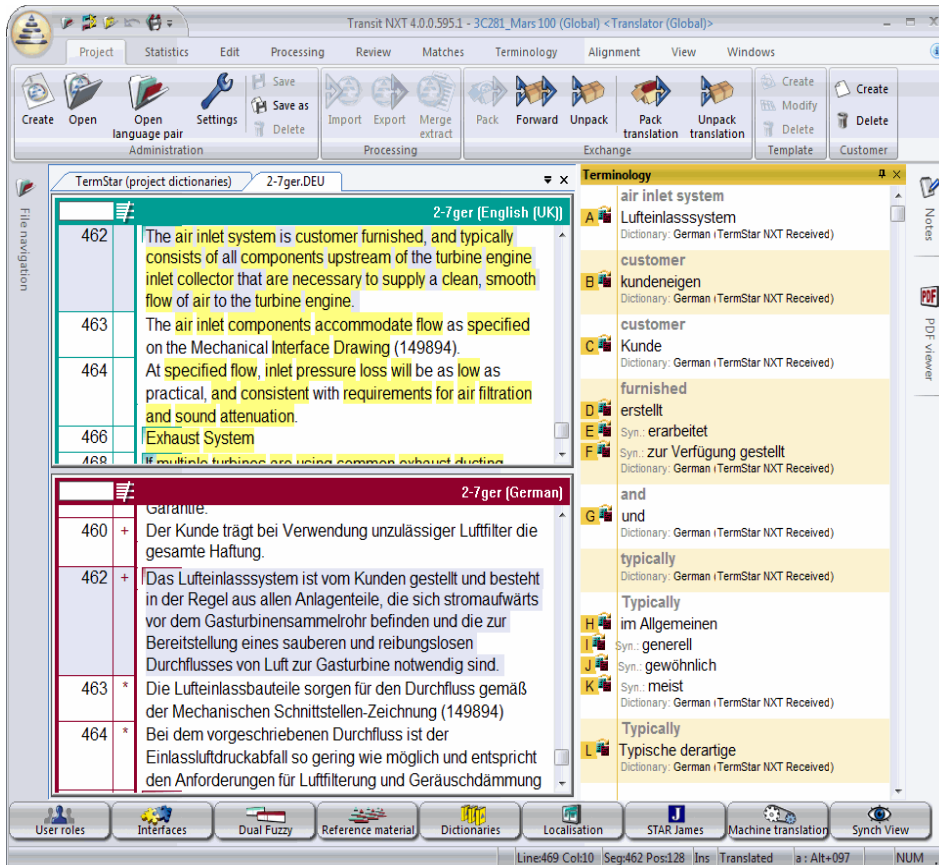 Transit NXT 4.0.0.595.1 - 3C281_Mars 100 (Global) <Translator (Global)>
Project Statistics Edit Processing Review Matches Terminology Alignment View Windows
Create Open Open language pair Settings Save Save as Delete
Administration
Import Export Merge extract
Processing
Pack Forward Unpack Pack translation Unpack translation
Exchange
Create Modify Delete
Template
Create Delete
Customer
File navigation
TermStar (project dictionaries) 2-7ger.DEU
2-7ger (English (UK))
462 The air inlet system is customer furnished, and typically
consists of all components upstream of the turbine engine
inlet collector that are necessary to supply a clean, smooth
flow of air to the turbine engine.
463 The air inlet components accommodate flow as specified
on the Mechanical Interface Drawing (149894).
464 At specified flow, inlet pressure loss will be as low as
practical, and consistent with requirements for air filtration
and sound attenuation.
466 Exhaust System
468 If multiple turbines are using common exhaust ducting
2-7ger (German)
Garantie.
460 + Der Kunde trägt bei Verwendung unzulässiger Luftfilter die
gesamte Haftung.
462 + Das Lufteinlasssystem ist vom Kunden gestellt und besteht
in der Regel aus allen Anlagenteile, die sich stromaufwärts
vor dem Gasturbinensammelrohr befinden und die zur
Bereitstellung eines sauberen und reibungslosen
Durchflusses von Luft zur Gasturbine notwendig sind.
463 * Die Lufteinlassbauteile sorgen für den Durchfluss gemäß
der Mechanischen Schnittstellen-Zeichnung (149894)
464 * Bei dem vorgeschriebenen Durchfluss ist der
Einlassluftdruckabfall so gering wie möglich und entspricht
den Anforderungen für Luftfilterung und Geräuschdämmung
Terminology
air inlet system
A Lufteinlasssystem
Dictionary: German (TermStar NXT Received)
customer
B kundeneigen
Dictionary: German (TermStar NXT Received)
customer
C Kunde
Dictionary: German (TermStar NXT Received)
furnished
D erstellt
E Syn.: erarbeitet
F Syn.: zur Verfügung gestellt
Dictionary: German (TermStar NXT Received)
and
G und
Dictionary: German (TermStar NXT Received)
typically
Dictionary: German (TermStar NXT Received)
Typically
H im Allgemeinen
I Syn.: generell
J Syn.: gewöhnlich
K Syn.: meist
Dictionary: German (TermStar NXT Received)
Typically
L Typische derartige
Dictionary: German (TermStar NXT Received)
Notes
PDF
PDF viewer
User roles Interfaces Dual Fuzzy Reference material Dictionaries Localisation STAR James Machine translation Synch View
Line:469 Col:10 Seg:462 Pos:128 Ins Translated a : Alt+097 NUM